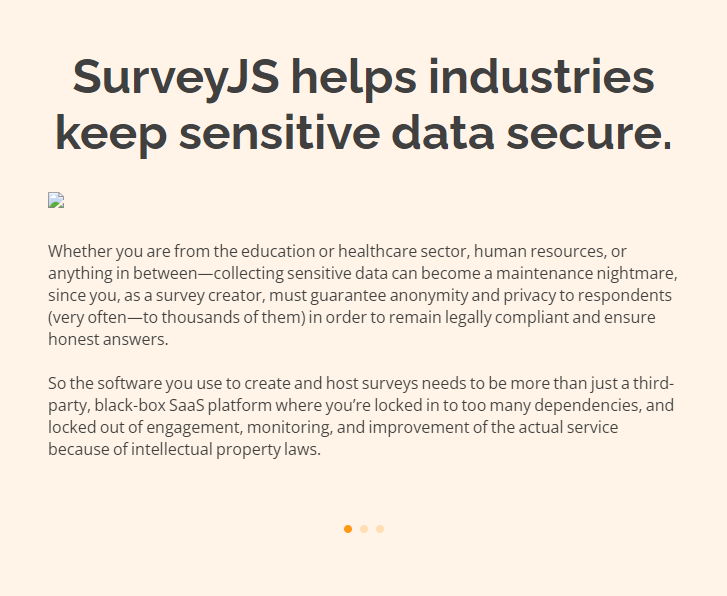 SurveyJS helps industries
keep sensitive data secure.
Whether you are from the education or healthcare sector, human resources, or
anything in between—collecting sensitive data can become a maintenance nightmare,
since you, as a survey creator, must guarantee anonymity and privacy to respondents
(very often—to thousands of them) in order to remain legally compliant and ensure
honest answers.
So the software you use to create and host surveys needs to be more than just a third-
party, black-box SaaS platform where you’re locked in to too many dependencies, and
locked out of engagement, monitoring, and improvement of the actual service
because of intellectual property laws.